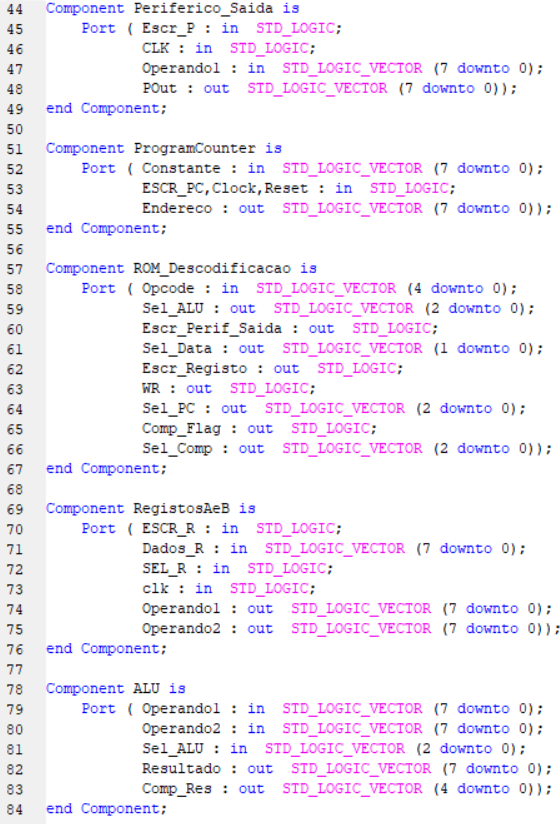 44 Component Periferico_Saida is
45 Port ( Escr_P : in STD_LOGIC;
46 CLK : in STD_LOGIC;
47 Operando1 : in STD_LOGIC_VECTOR (7 downto 0);
48 POut : out STD_LOGIC_VECTOR (7 downto 0));
49 end Component;
50
51 Component ProgramCounter is
52 Port ( Constante : in STD_LOGIC_VECTOR (7 downto 0);
53 ESCR_PC,Clock,Reset : in STD_LOGIC;
54 Endereco : out STD_LOGIC_VECTOR (7 downto 0));
55 end Component;
56
57 Component ROM_Descodificacao is
58 Port ( Opcode : in STD_LOGIC_VECTOR (4 downto 0);
59 Sel_ALU : out STD_LOGIC_VECTOR (2 downto 0);
60 Escr_Perif_Saida : out STD_LOGIC;
61 Sel_Data : out STD_LOGIC_VECTOR (1 downto 0);
62 Escr_Registo : out STD_LOGIC;
63 WR : out STD_LOGIC;
64 Sel_PC : out STD_LOGIC_VECTOR (2 downto 0);
65 Comp_Flag : out STD_LOGIC;
66 Sel_Comp : out STD_LOGIC_VECTOR (2 downto 0));
67 end Component;
68
69 Component RegistosAeB is
70 Port ( ESCR_R : in STD_LOGIC;
71 Dados_R : in STD_LOGIC_VECTOR (7 downto 0);
72 SEL_R : in STD_LOGIC;
73 clk : in STD_LOGIC;
74 Operando1 : out STD_LOGIC_VECTOR (7 downto 0);
75 Operando2 : out STD_LOGIC_VECTOR (7 downto 0));
76 end Component;
77
78 Component ALU is
79 Port ( Operando1 : in STD_LOGIC_VECTOR (7 downto 0);
80 Operando2 : in STD_LOGIC_VECTOR (7 downto 0);
81 Sel_ALU : in STD_LOGIC_VECTOR (2 downto 0);
82 Resultado : out STD_LOGIC_VECTOR (7 downto 0);
83 Comp_Res : out STD_LOGIC_VECTOR (4 downto 0));
84 end Component;